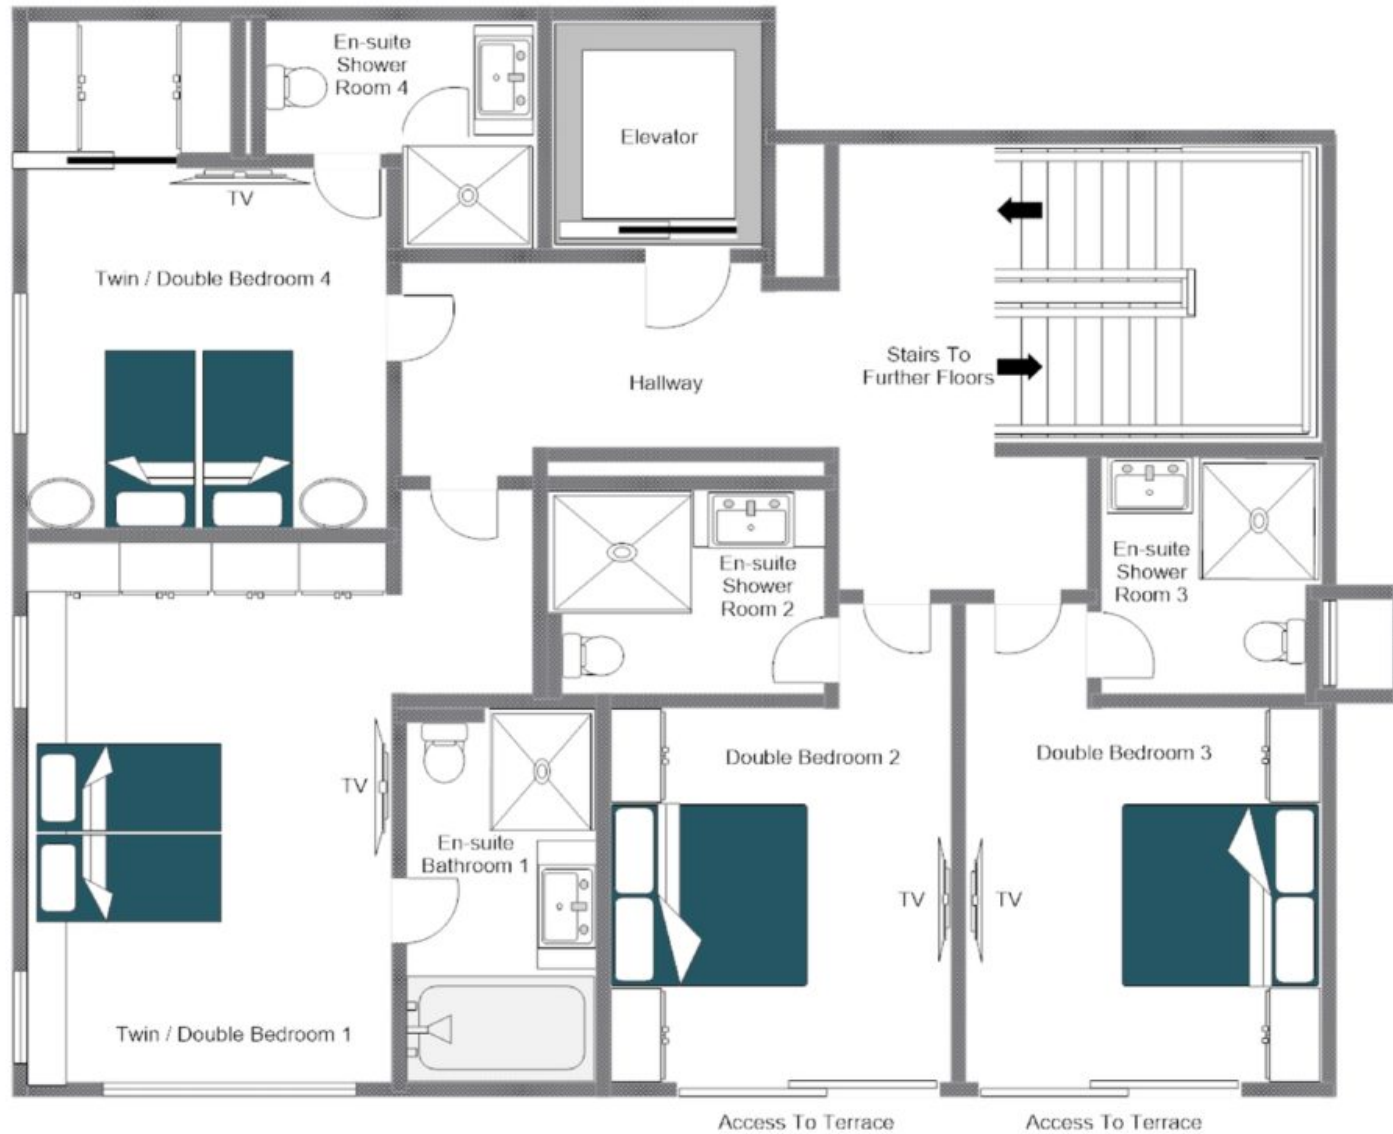 En-suite
Shower
Room 4
Elevator
TV
Twin / Double Bedroom 4
Stairs To
Further Floors
Hallway
En-suite
Shower
Room 2
En-suite
Shower
Room 3
Double Bedroom 2
Double Bedroom 3
TV
En-suite
Bathroom 1
TV
TV
Twin / Double Bedroom 1
Access To Terrace
Access To Terrace